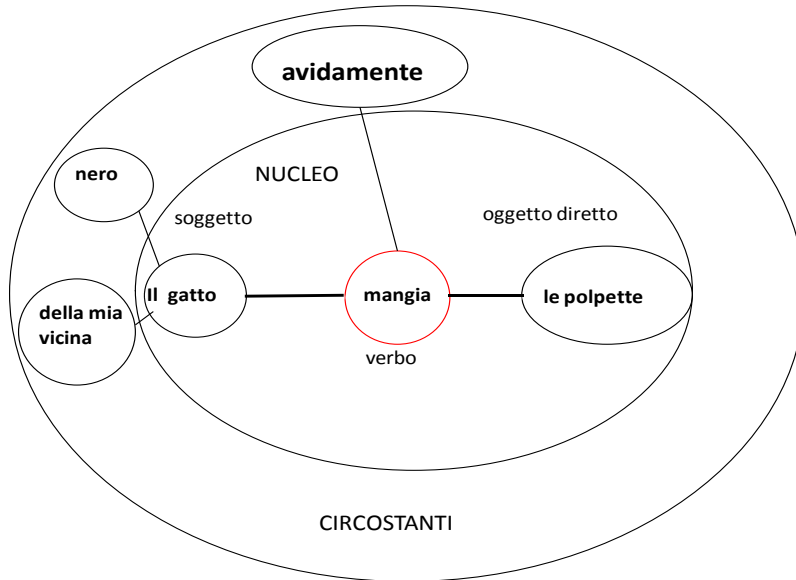 avidamente
nero
NUCLEO
soggetto
oggetto diretto
Il gatto
mangia
le polpette
della mia
vicina
verbo
CIRCOSTANTI